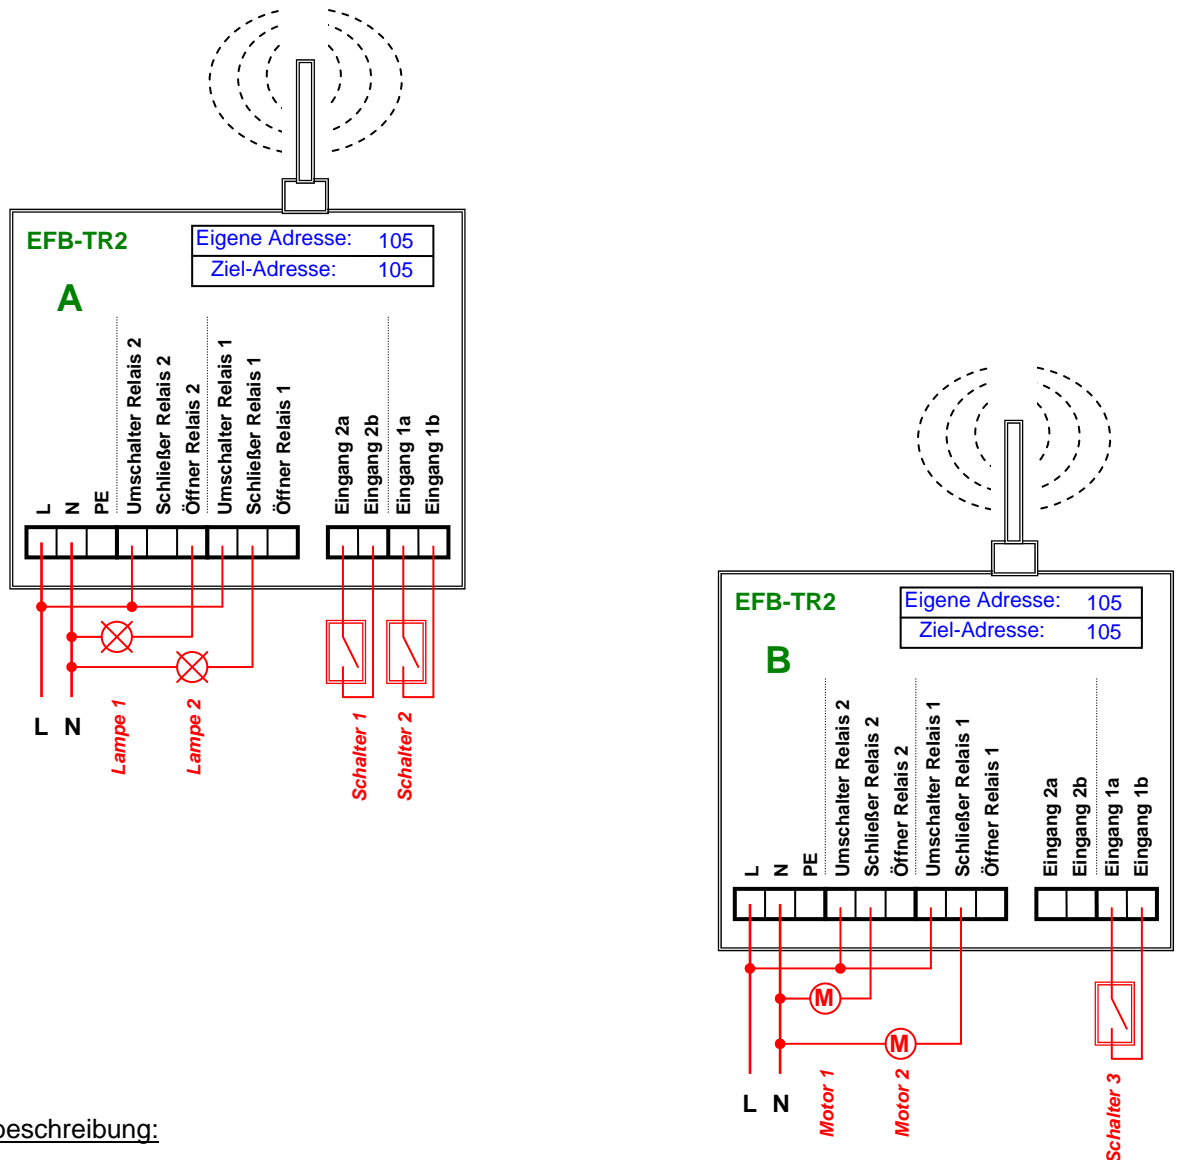 EFB-TR2
Eigene Adresse: 105
Ziel-Adresse: 105
A
L
N
PE
Umschalter Relais 2
Schließer Relais 2
Öffner Relais 2
Umschalter Relais 1
Schließer Relais 1
Öffner Relais 1
Eingang 2a
Eingang 2b
Eingang 1a
Eingang 1b
L N
Lampe 1
Lampe 2
Schalter 1
Schalter 2
EFB-TR2
Eigene Adresse: 105
Ziel-Adresse: 105
B
L
N
PE
Umschalter Relais 2
Schließer Relais 2
Öffner Relais 2
Umschalter Relais 1
Schließer Relais 1
Öffner Relais 1
Eingang 2a
Eingang 2b
Eingang 1a
Eingang 1b
M
M
L N
Motor 1
Motor 2
Schalter 3
beschreibung: